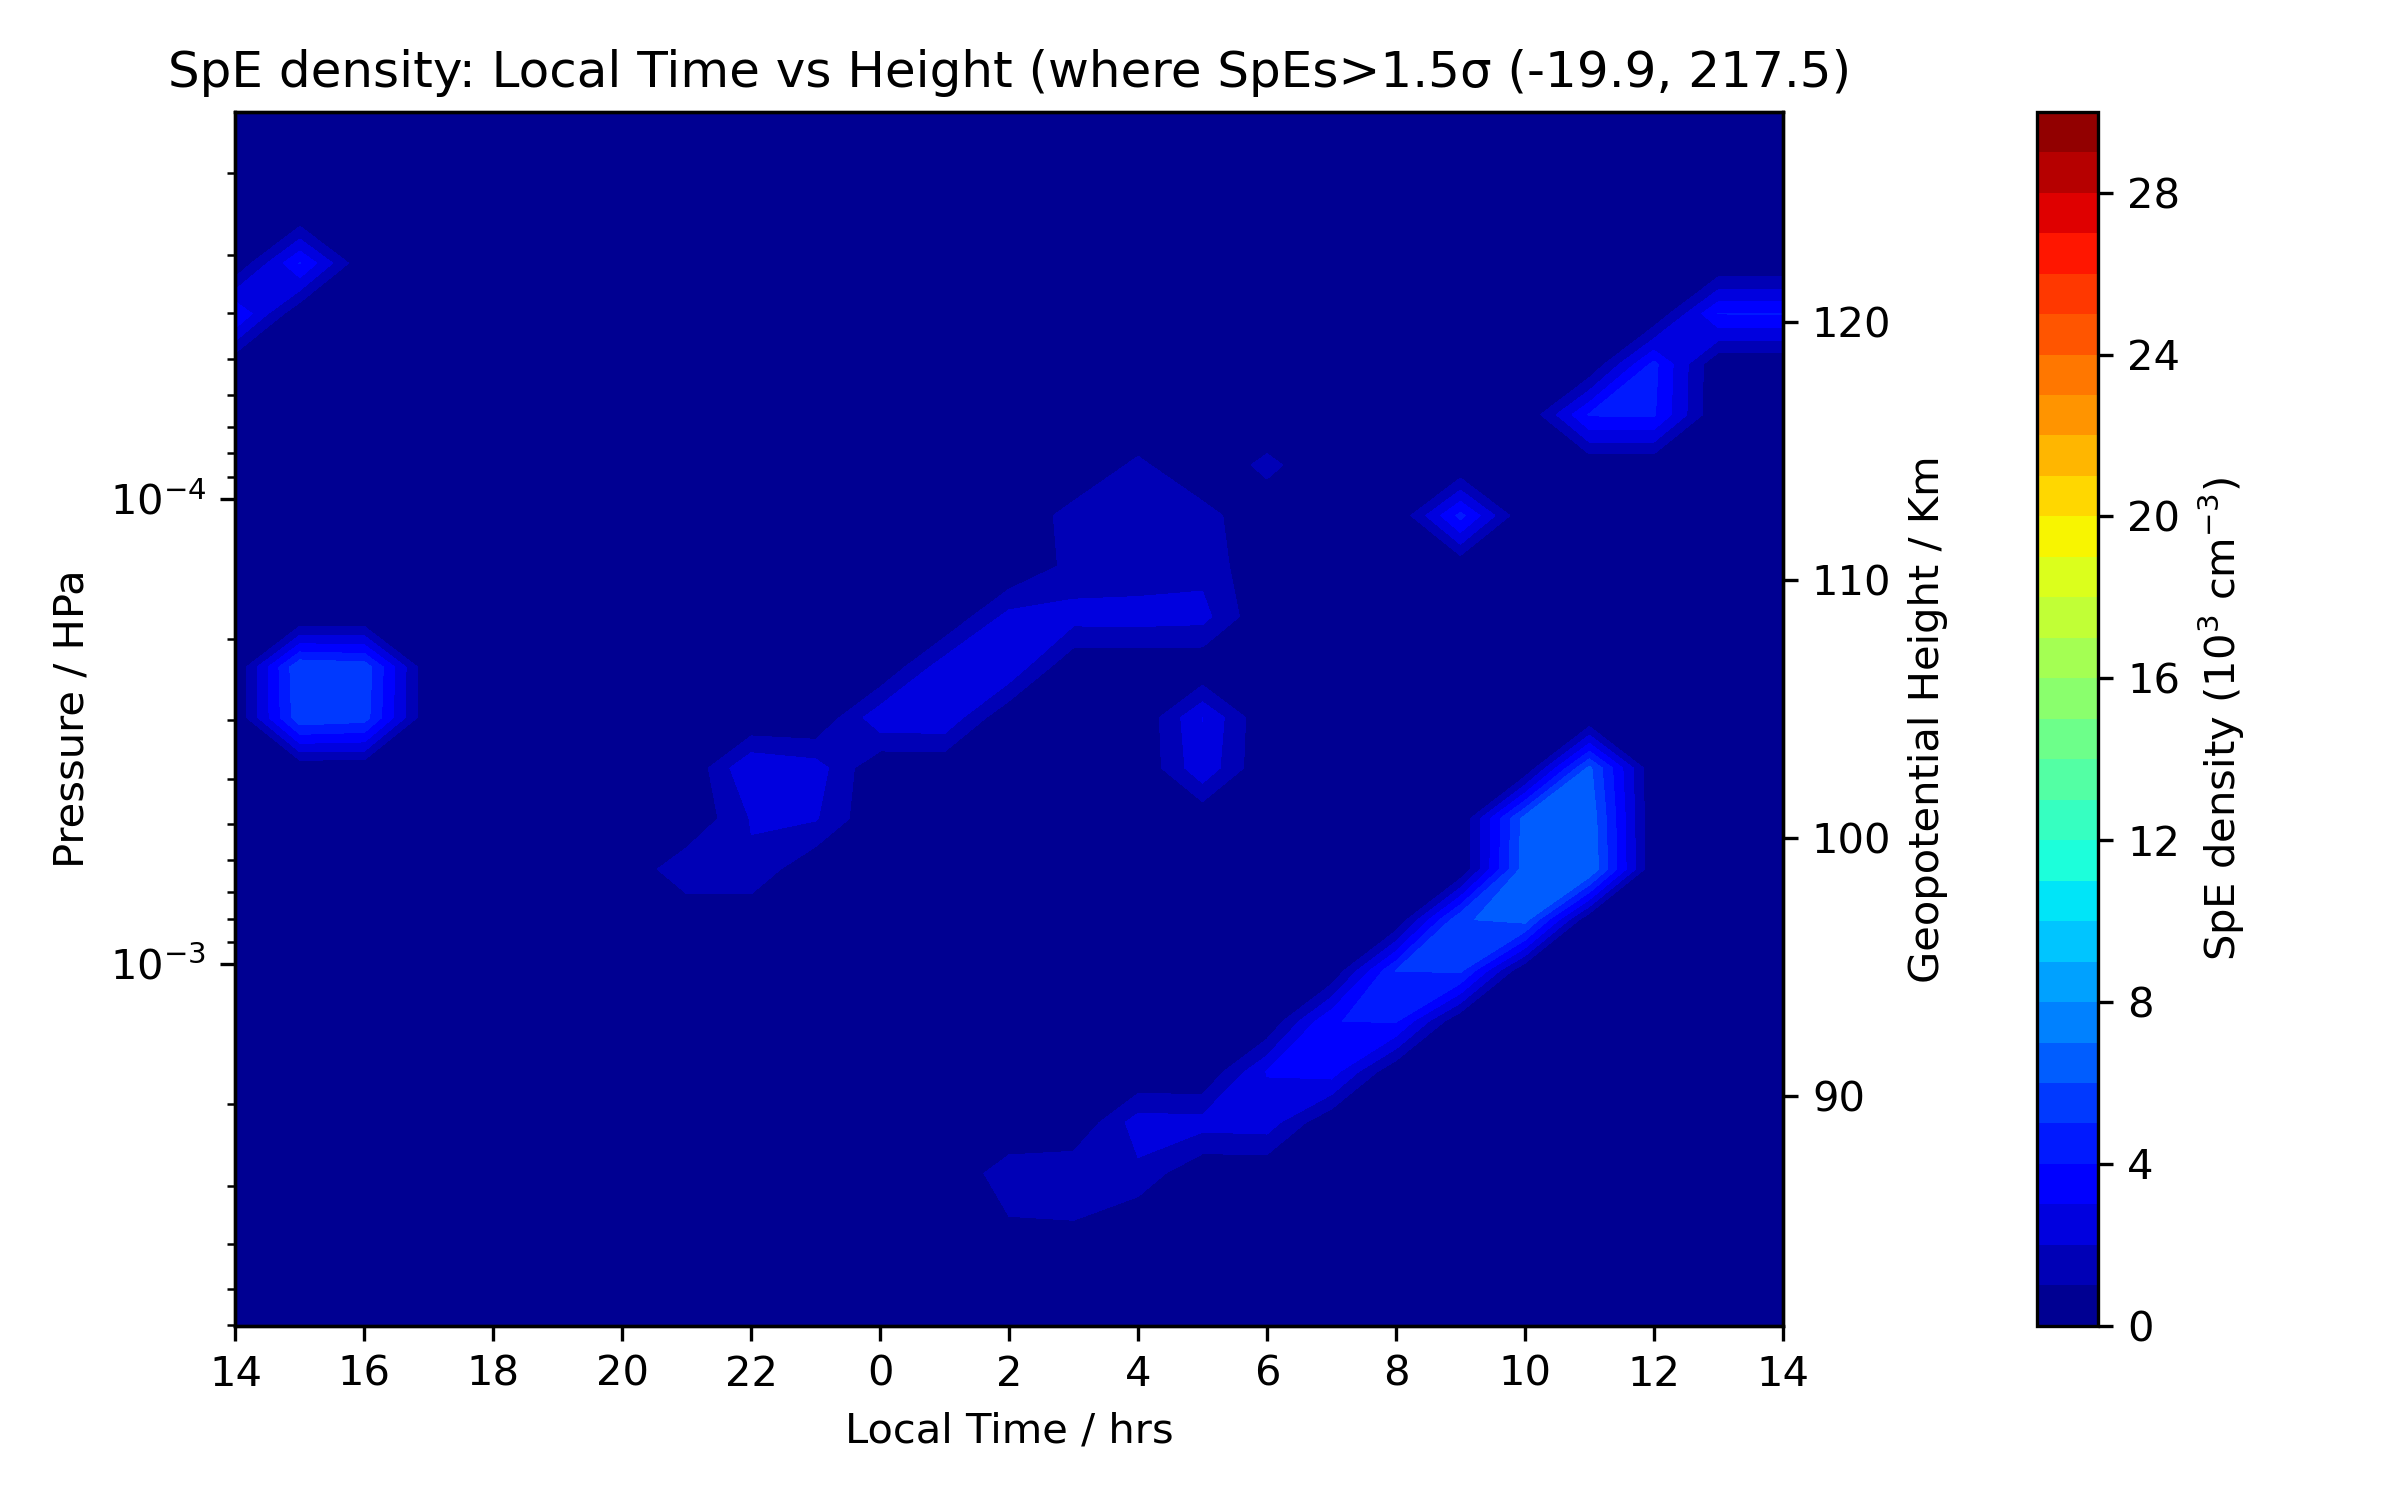 SpE density: Local Time vs Height (where SpEs>1.5σ (-19.9, 217.5)
Pressure / HPa
10⁻⁴
10⁻³
14 16 18 20 22 0 2 4 6 8 10 12 14
Local Time / hrs
120
110
100
90
Geopotential Height / Km
28
24
20
16
12
8
4
0
SpE density (10³ cm⁻³)